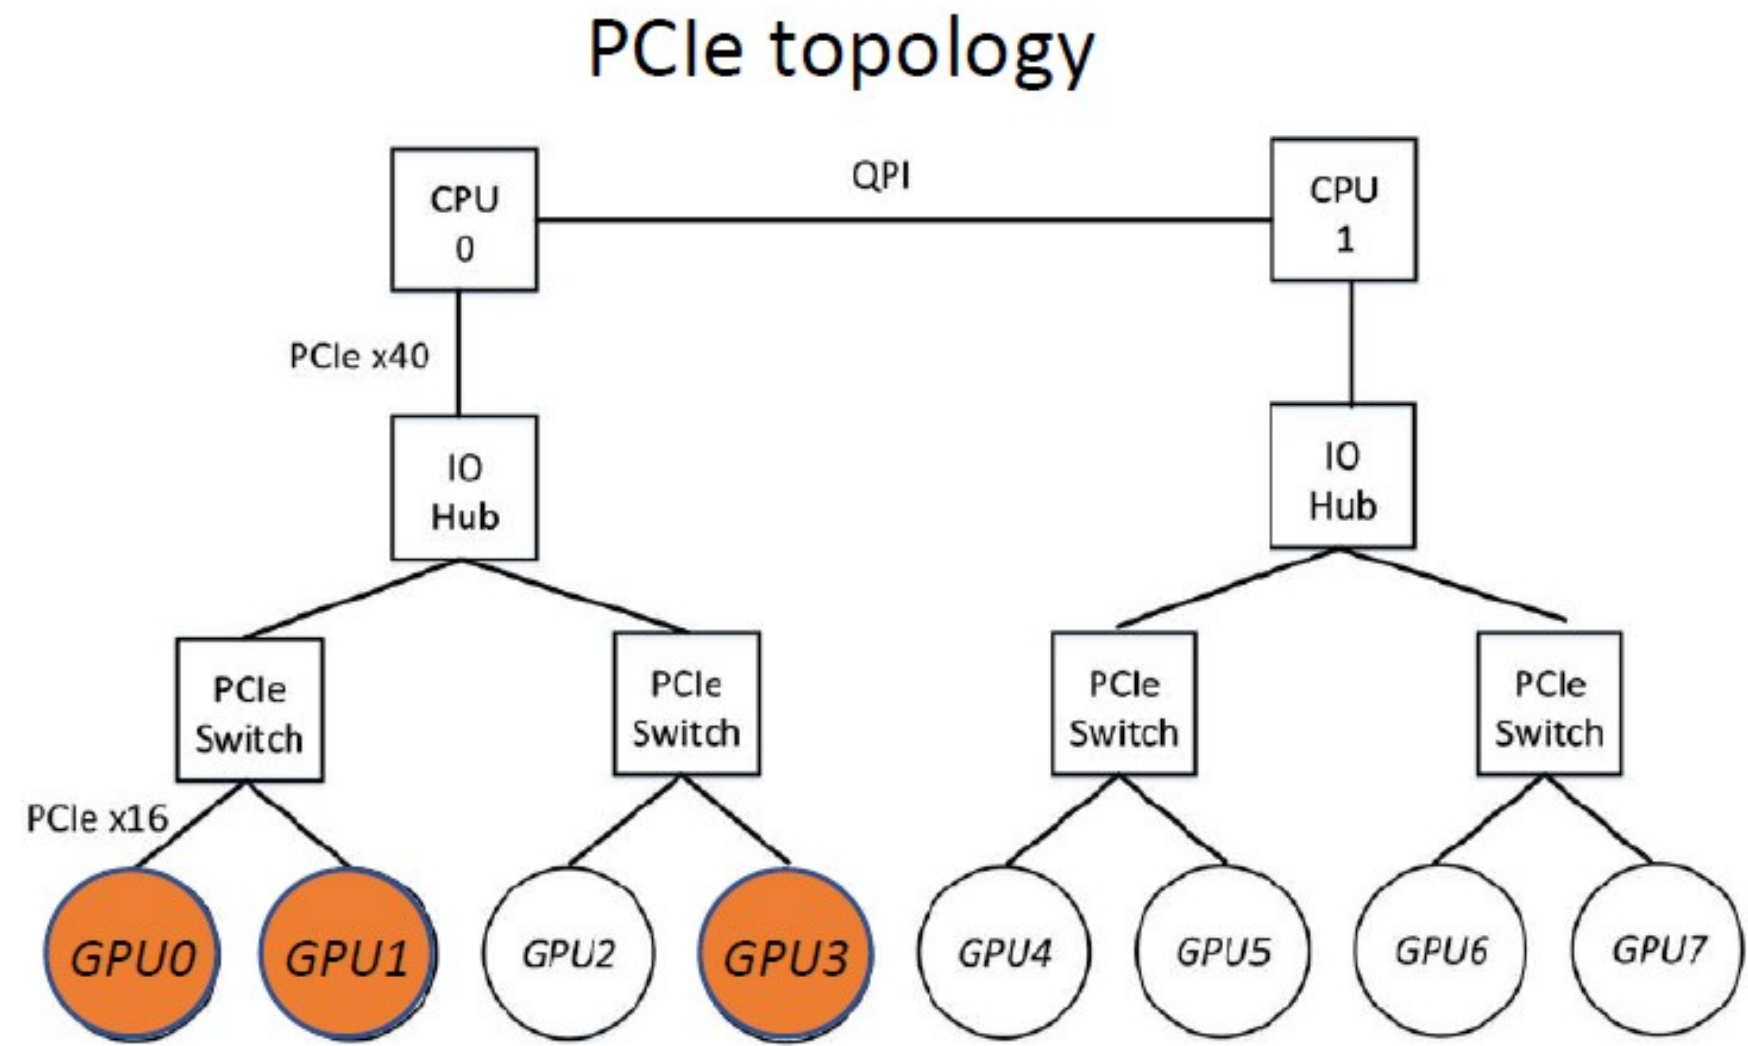 PCIe topology
QPI
CPU
0
CPU
1
PCIe x40
IO
Hub
IO
Hub
PCIe
Switch
PCIe
Switch
PCIe
Switch
PCIe
Switch
PCIe x16
GPU0
GPU1
GPU2
GPU3
GPU4
GPU5
GPU6
GPU7